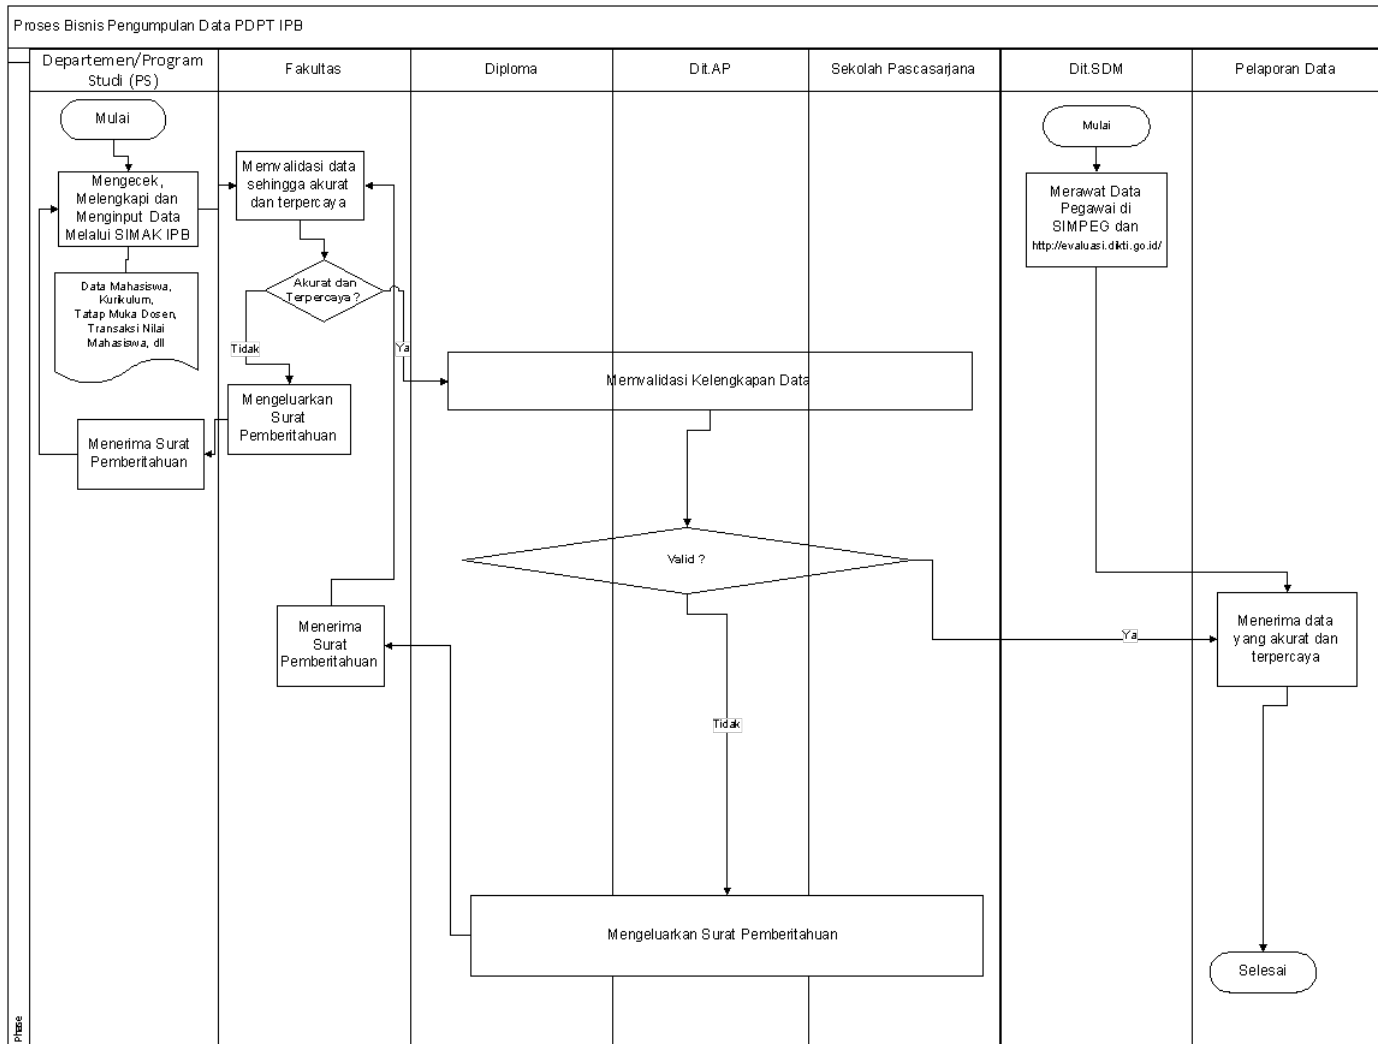 Proses Bisnis Pengumpulan Data PDPT IPB
Departemen/Program
Studi (PS)
Fakultas
Diploma
Dit.AP
Sekolah Pascasarjana
Dit.SDM
Pelaporan Data
Mulai
Mengecek,
Melengkapi dan
Menginput Data
Melalui SIMAK IPB
Data Mahasiswa,
Kurikulum,
Tatap Muka Dosen,
Transaksi Nilai
Mahasiswa, dll
Menerima Surat
Pemberitahuan
Memvalidasi data
sehingga akurat
dan terpercaya
Akurat dan
Terpercaya ?
Tidak
Ya
Mengeluarkan
Surat
Pemberitahuan
Menerima
Surat
Pemberitahuan
Memvalidasi Kelengkapan Data
Valid ?
Tidak
Ya
Mengeluarkan Surat Pemberitahuan
Mulai
Merawat Data
Pegawai di
SIMPEG dan
http://evaluasi.dikti.go.id/
Menerima data
yang akurat dan
terpercaya
Selesai
Phase